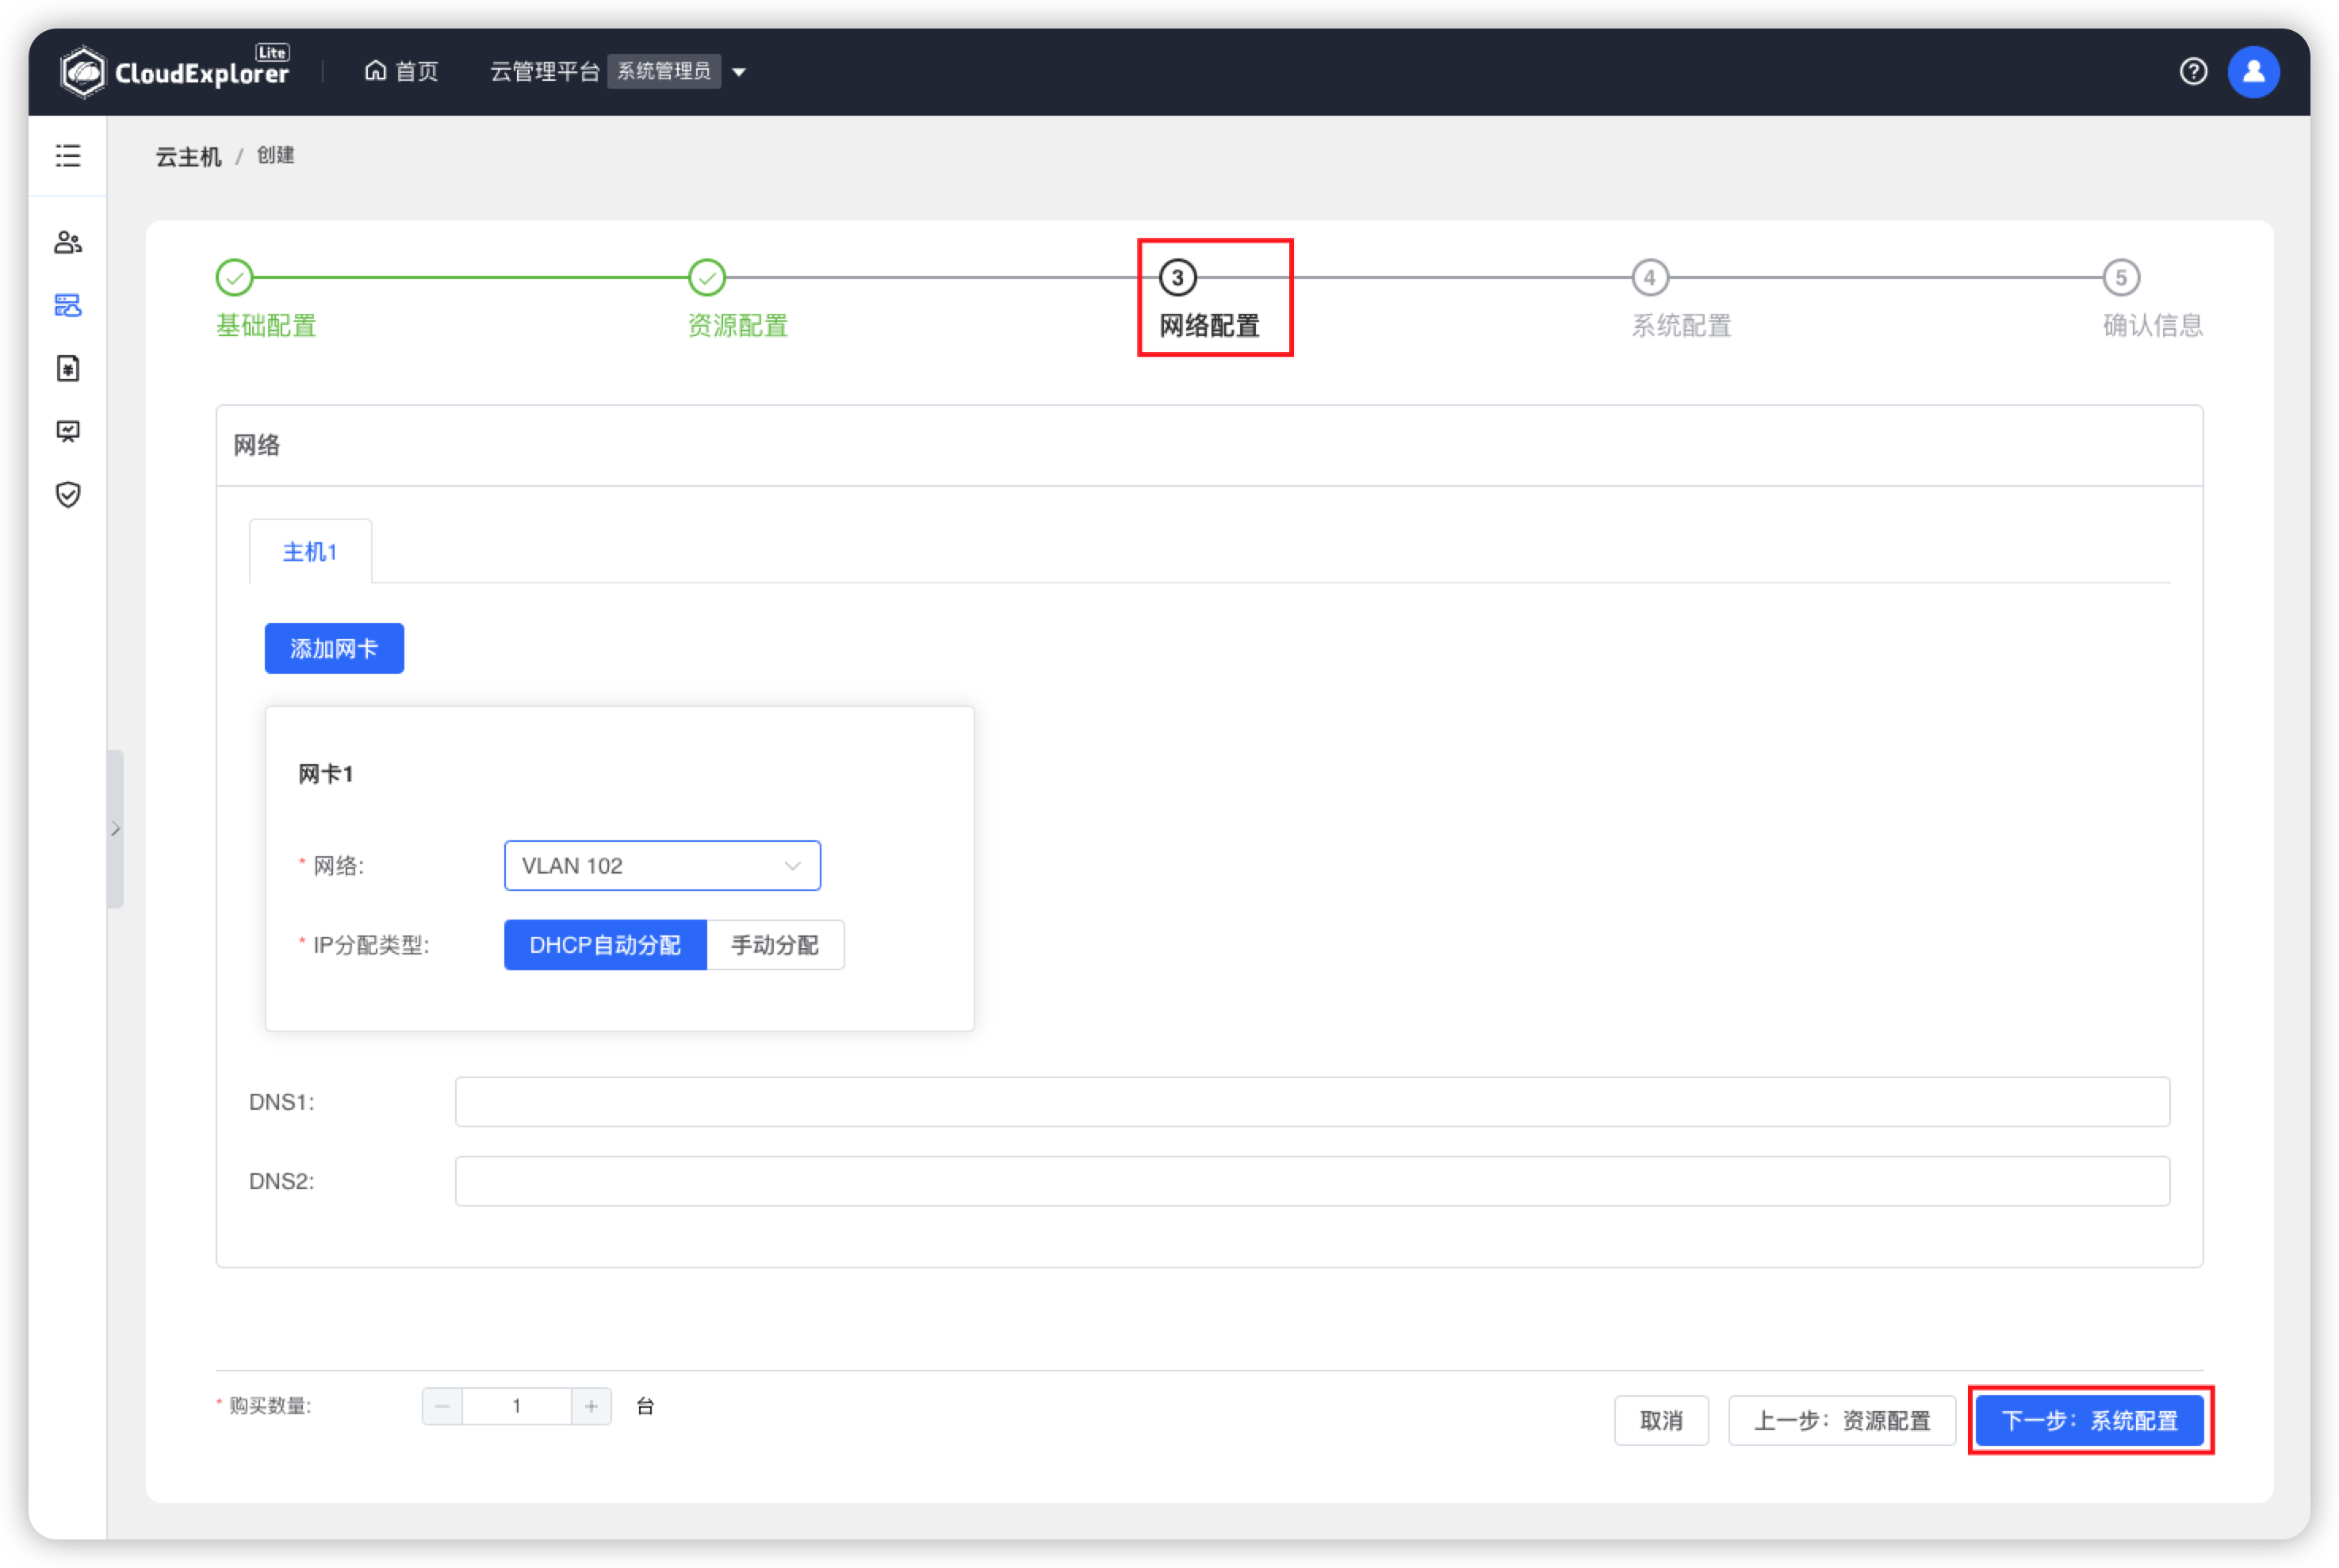 CloudExplorer Lite
首页
云管理平台 系统管理员
云主机 / 创建
3 4 5
基础配置 资源配置 网络配置 系统配置 确认信息
网络
主机1
添加网卡
网卡1
* 网络: VLAN 102
* IP分配类型: DHCP自动分配 手动分配
DNS1:
DNS2:
* 购买数量: − 1 + 台
取消 上一步：资源配置 下一步：系统配置